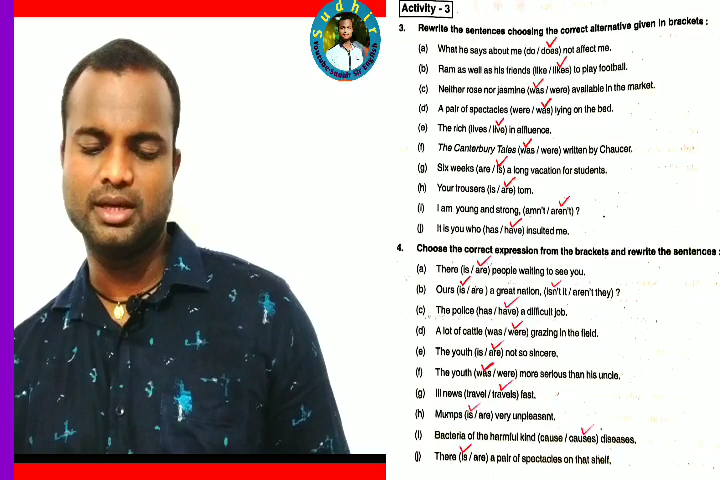 Sudhir
Youtube-Sudhir Sir English
Activity - 3
3. Rewrite the sentences choosing the correct alternative given in brackets :
(a) What he says about me (do / does) not affect me.
(b) Ram as well as his friends (like / likes) to play football.
(c) Neither rose nor jasmine (was / were) available in the market.
(d) A pair of spectacles (were / was) lying on the bed.
(e) The rich (lives / live) in affluence.
(f) The Canterbury Tales (was / were) written by Chaucer.
(g) Six weeks (are / is) a long vacation for students.
(h) Your trousers (is / are) torn.
(i) I am young and strong, (amn't / aren't) ?
(j) It is you who (has / have) insulted me.
4. Choose the correct expression from the brackets and rewrite the sentences :
(a) There (is / are) people waiting to see you.
(b) Ours (is / are ) a great nation, (isn't it / aren't they) ?
(c) The police (has / have) a difficult job.
(d) A lot of cattle (was / were) grazing in the field.
(e) The youth (is / are) not so sincere.
(f) The youth (was / were) more serious than his uncle.
(g) Ill news (travel / travels) fast.
(h) Mumps (is / are) very unpleasant.
(i) Bacteria of the harmful kind (cause / causes) diseases.
(j) There (is / are) a pair of spectacles on that shelf.